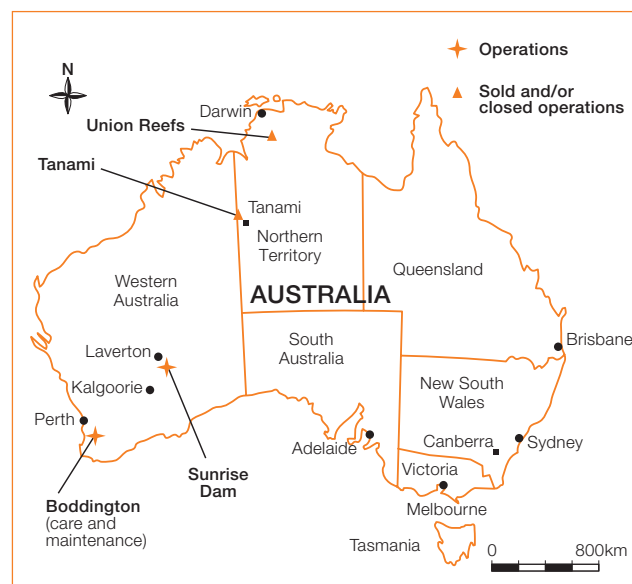 Operations
Sold and/or
closed operations
N
Darwin
Union Reefs
Tanami
Tanami
Northern
Territory
Queensland
Western
Australia
AUSTRALIA
South
Australia
Brisbane
Laverton
Kalgoorie
New South
Wales
Perth
Adelaide
Canberra
Sydney
Sunrise
Dam
Victoria
Boddington
(care and
maintenance)
Melbourne
Tasmania
0
800km